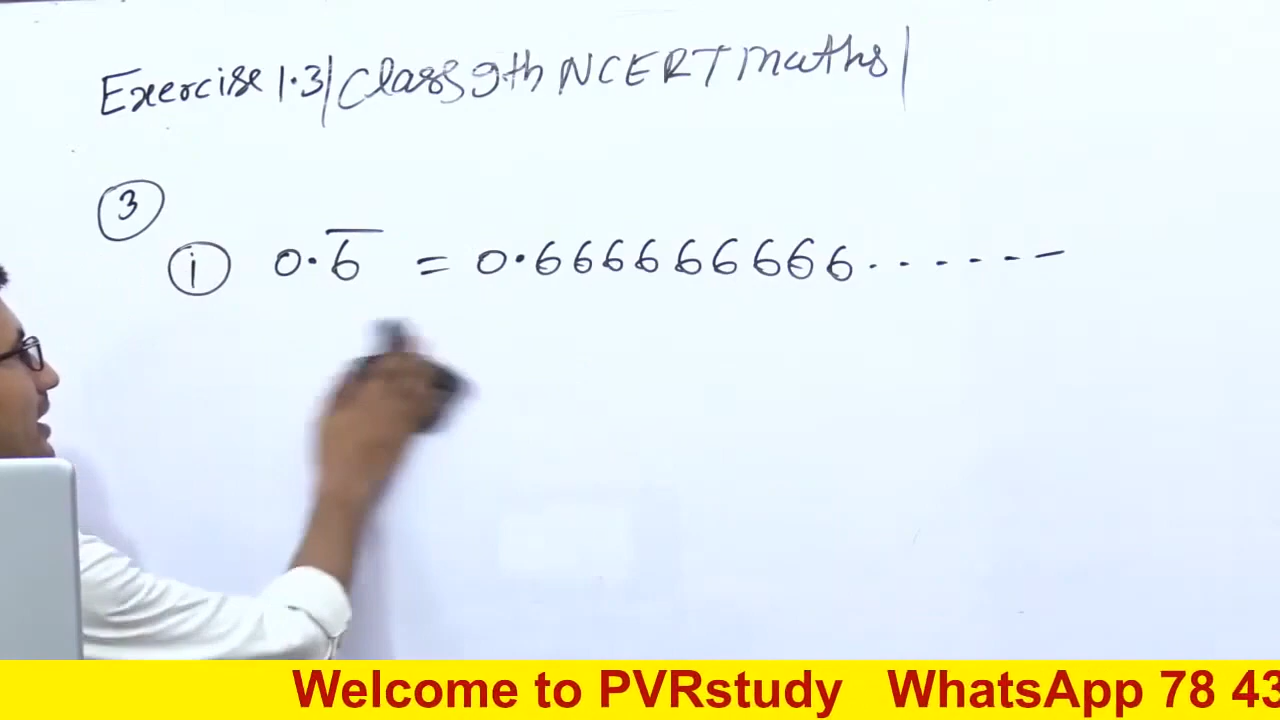 Exercise 1.3| Class 9th NCERT Maths|
3
i 0.6̅ = 0.666666666.......
Welcome to PVRstudy WhatsApp 78 43